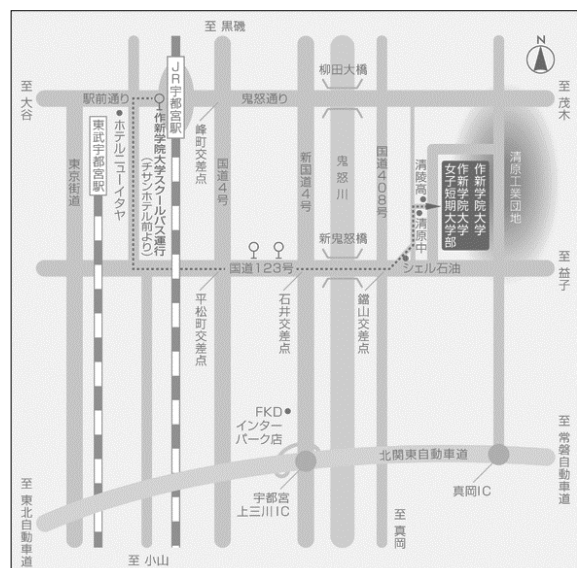 至黒磯
N
至大谷
駅前通り
JR宇都宮駅
鬼怒通り
柳田大橋
至茂木
東京街道
東武宇都宮駅
ホテルニューイタヤ
作新学院大学スクールバス運行
(チサンホテル前より)
峰町交差点
国道4号
新国道4号
鬼怒川
国道408号
清陵高
清原中
作新学院大学
作新学院大学
女子短期大学部
清原工業団地
新鬼怒橋
国道123号
シェル石油
至益子
平松町交差点
石井交差点
鐺山交差点
FKD
インター
パーク店
北関東自動車道
至常磐自動車道
宇都宮
上三川IC
真岡IC
至東北自動車道
至小山
至真岡